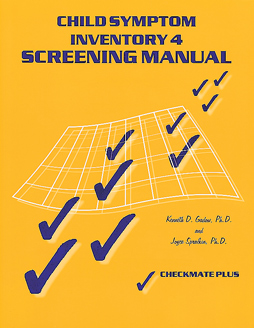 CHILD SYMPTOM
INVENTORY 4
SCREENING MANUAL
Kenneth D. Gadow, Ph.D.
and
Joyce Sprafkin, Ph.D.
CHECKMATE PLUS